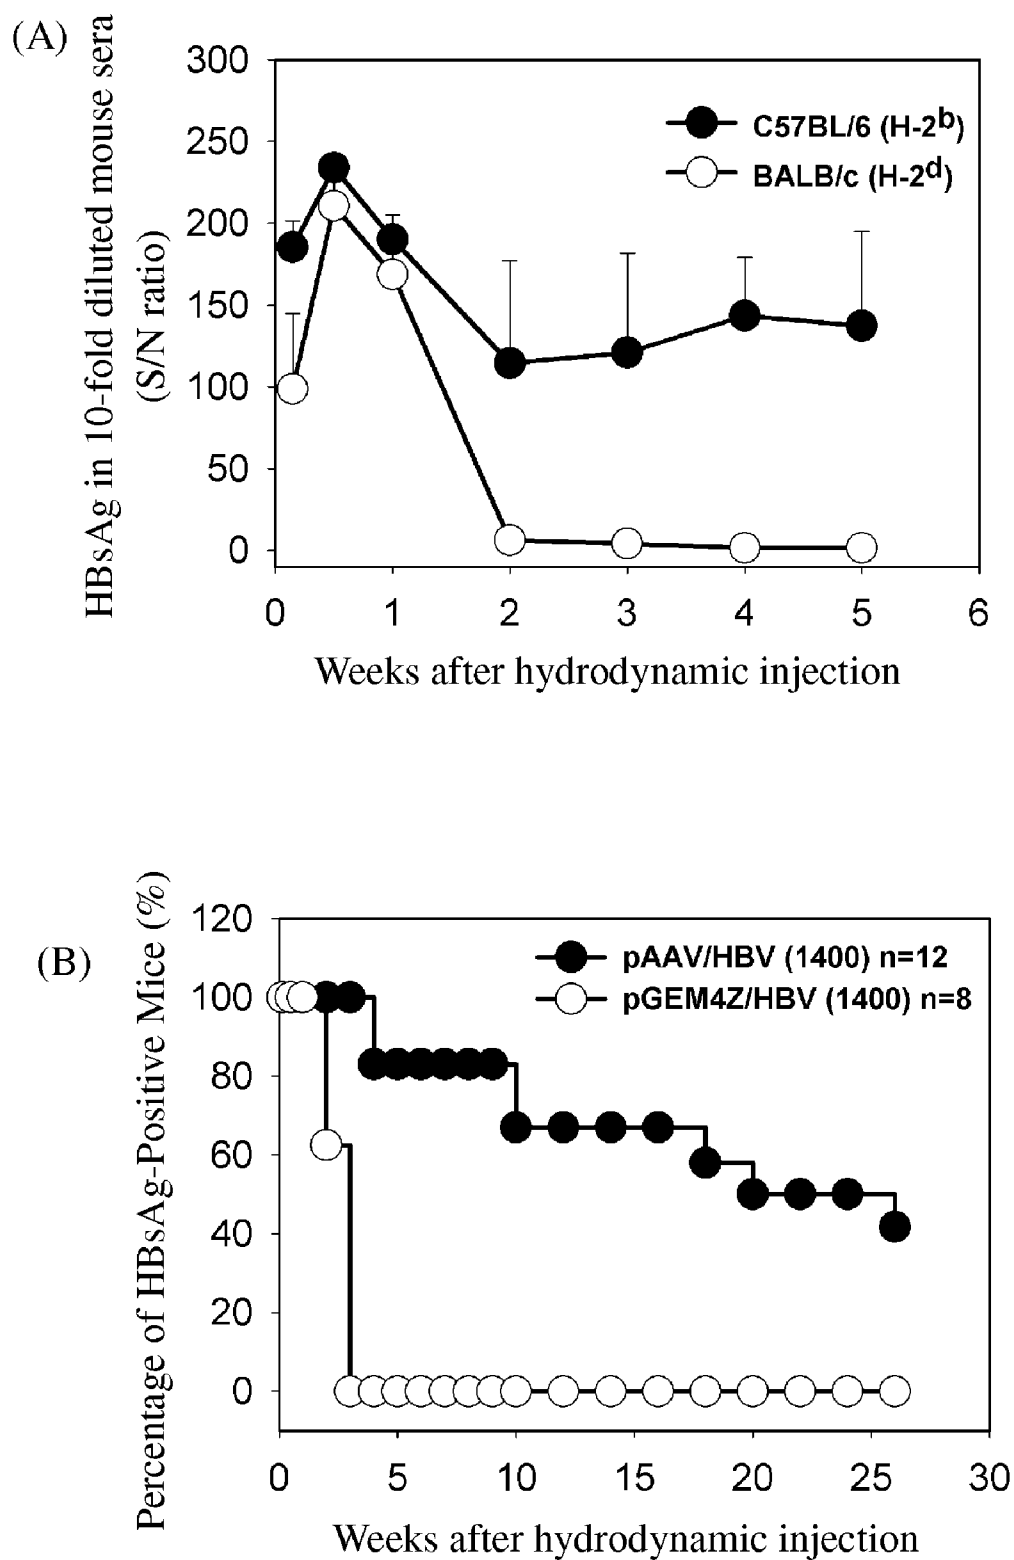 (A)
HBsAg in 10-fold diluted mouse sera
(S/N ratio)
300
250
200
150
100
50
0
C57BL/6 (H-2b)
BALB/c (H-2d)
0 1 2 3 4 5 6
Weeks after hydrodynamic injection
(B)
Percentage of HBsAg-Positive Mice (%)
120
100
80
60
40
20
0
pAAV/HBV (1400) n=12
pGEM4Z/HBV (1400) n=8
0 5 10 15 20 25 30
Weeks after hydrodynamic injection